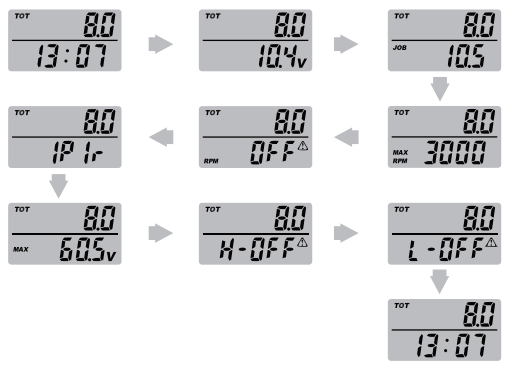 TOT 8.0
13:07
TOT 8.0
10.4v
TOT 8.0
JOB 10.5
TOT 8.0
MAX RPM 3000
TOT 8.0
RPM OFF ⚠
TOT 8.0
1P1r
TOT 8.0
MAX 60.5v
TOT 8.0
H-OFF ⚠
TOT 8.0
L-OFF ⚠
TOT 8.0
13:07